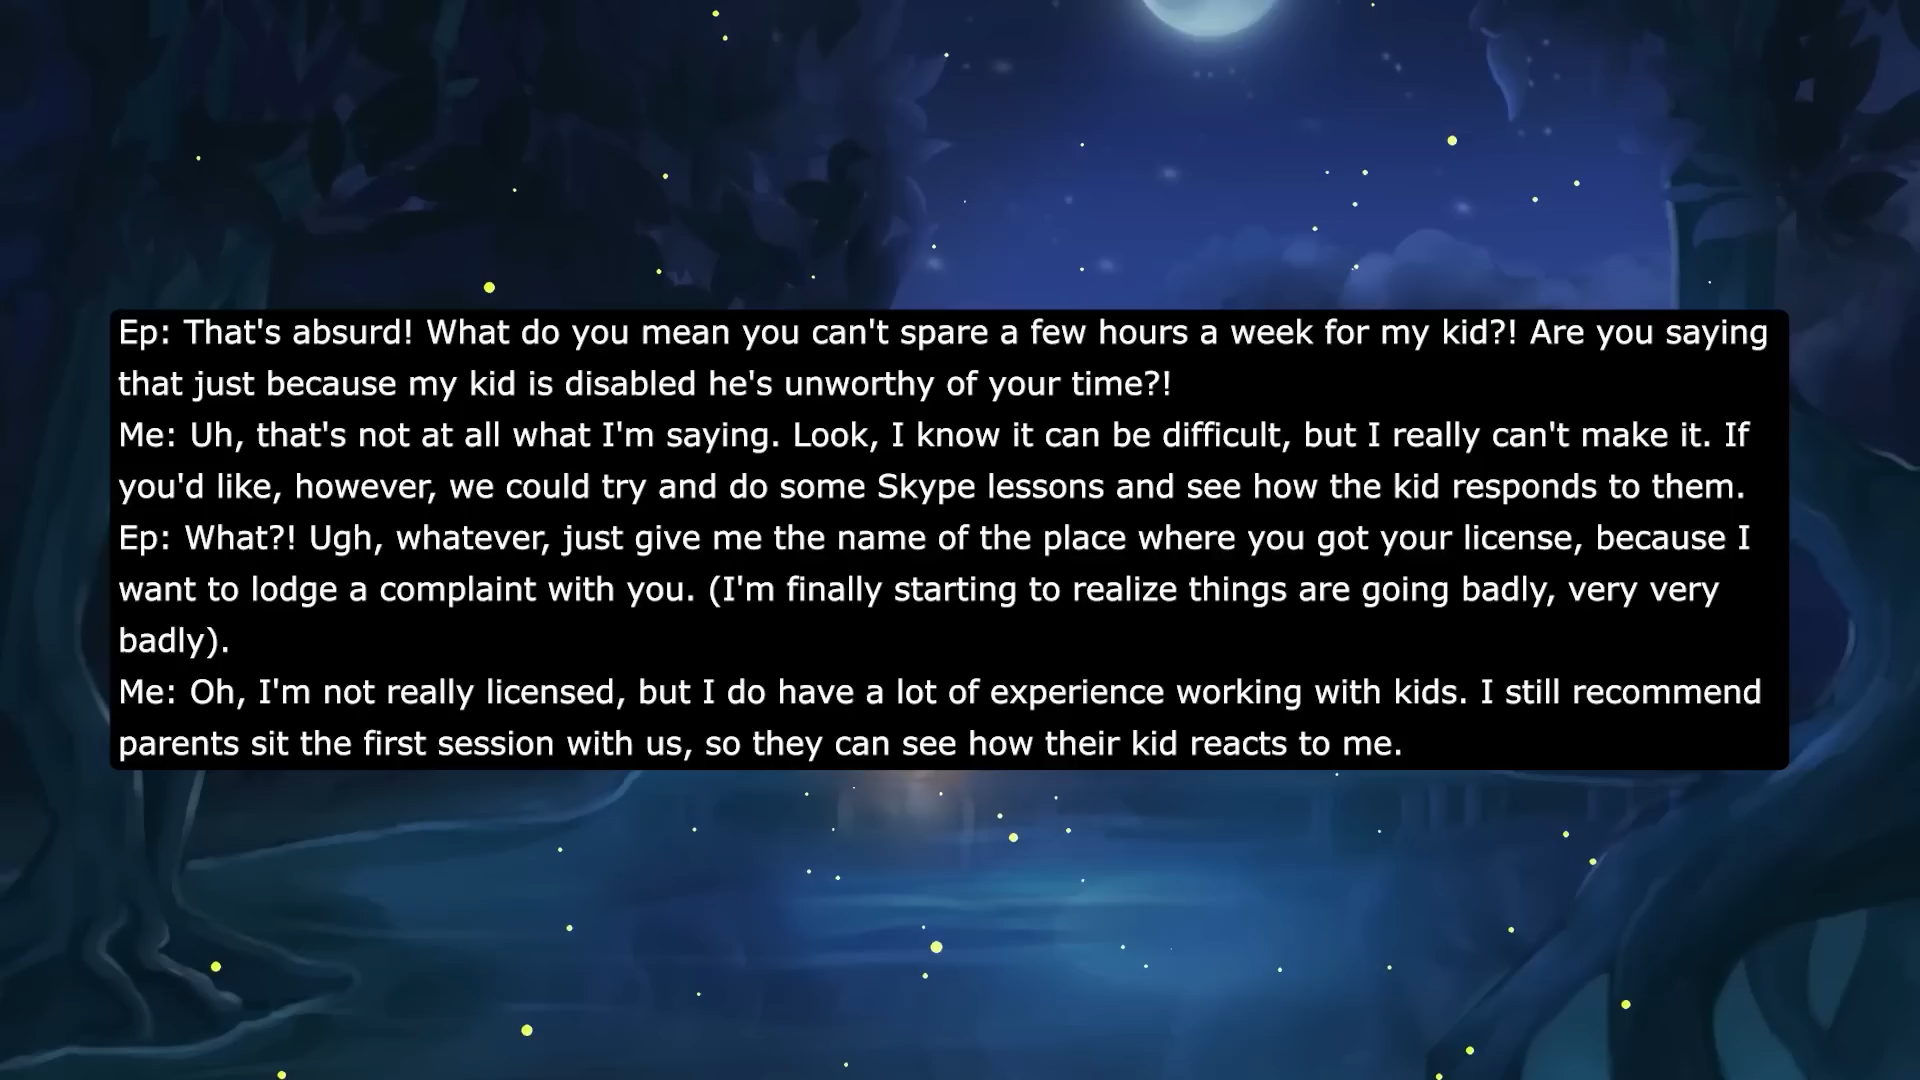 Ep: That's absurd! What do you mean you can't spare a few hours a week for my kid?! Are you saying
that just because my kid is disabled he's unworthy of your time?!
Me: Uh, that's not at all what I'm saying. Look, I know it can be difficult, but I really can't make it. If
you'd like, however, we could try and do some Skype lessons and see how the kid responds to them.
Ep: What?! Ugh, whatever, just give me the name of the place where you got your license, because I
want to lodge a complaint with you. (I'm finally starting to realize things are going badly, very very
badly).
Me: Oh, I'm not really licensed, but I do have a lot of experience working with kids. I still recommend
parents sit the first session with us, so they can see how their kid reacts to me.